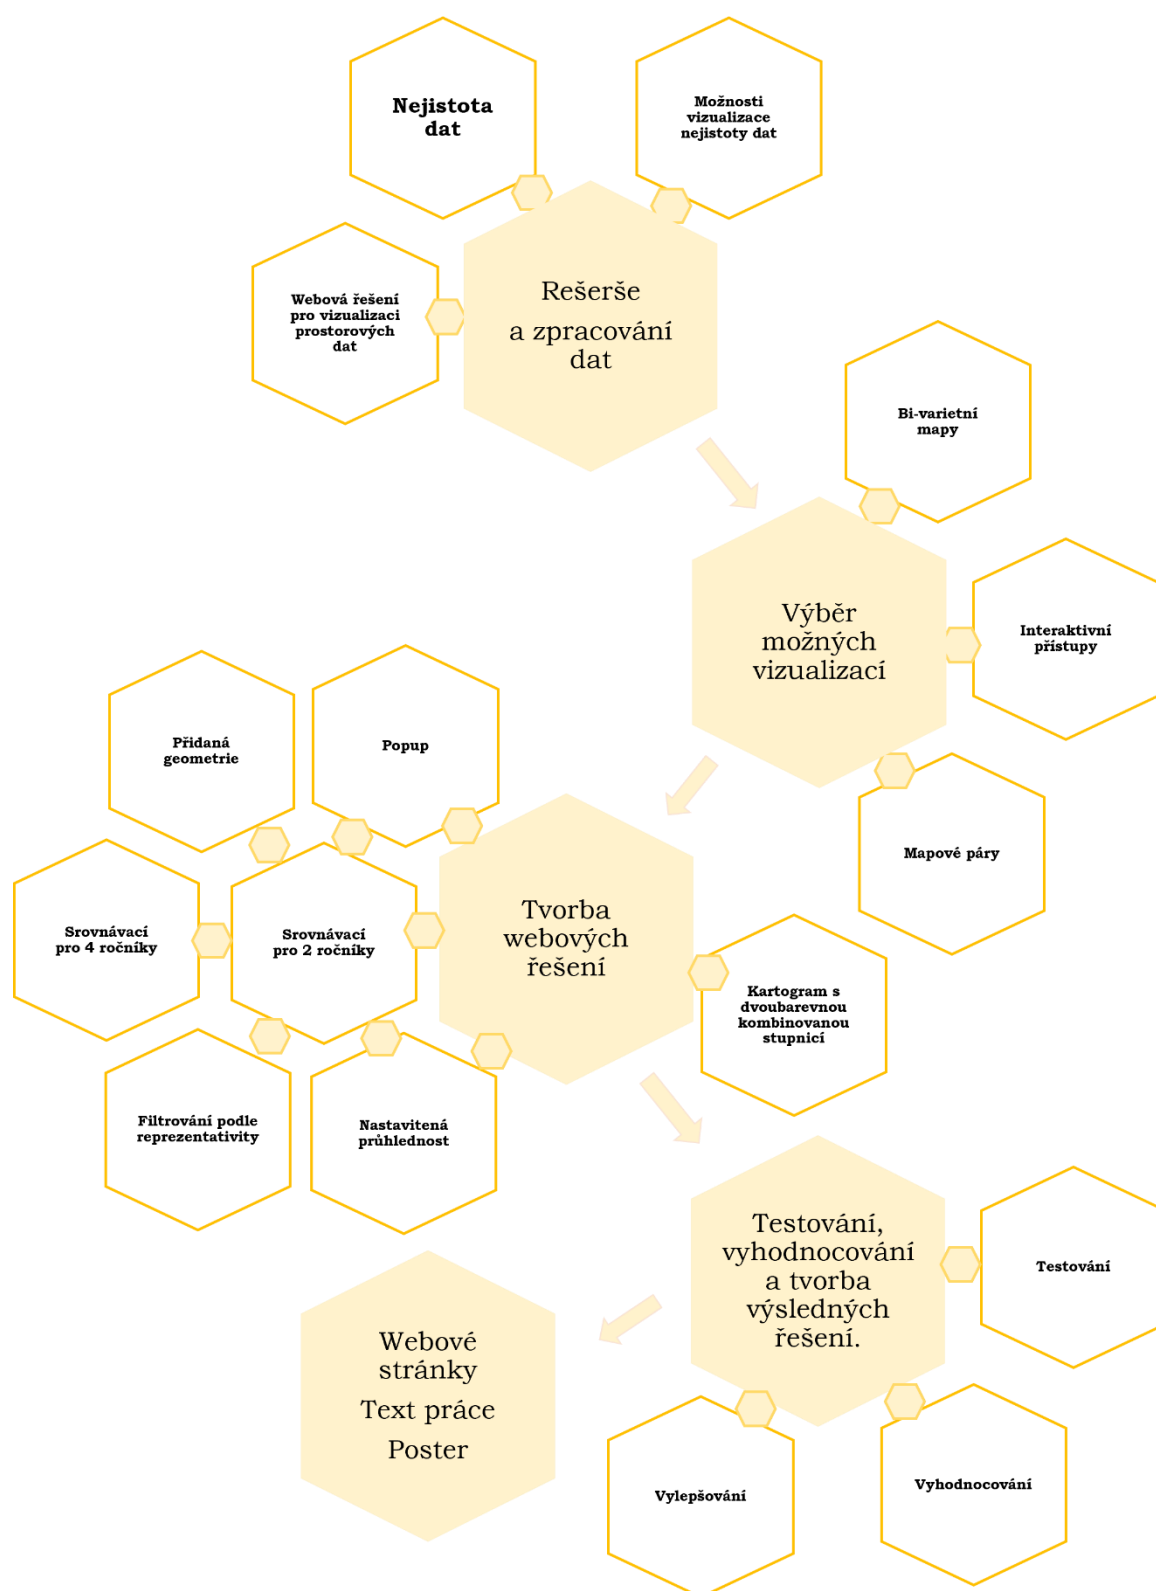 Nejistota
dat
Možnosti
vizualizace
nejistoty dat
Webová řešení
pro vizualizaci
prostorových
dat
Rešerše
a zpracování
dat
Bi-varietní
mapy
Výběr
možných
vizualizací
Interaktivní
přístupy
Mapové páry
Přidaná
geometrie
Popup
Srovnávací
pro 4 ročníky
Srovnávací
pro 2 ročníky
Tvorba
webových
řešení
Kartogram s
dvoubarevnou
kombinovanou
stupnicí
Filtrování podle
reprezentativity
Nastavitená
průhlednost
Testování,
vyhodnocování
a tvorba
výsledných
řešení.
Testování
Webové
stránky
Text práce
Poster
Vylepšování
Vyhodnocování